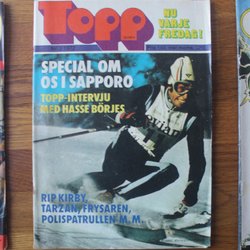 TOPP
NU
VARJE
FREDAG!
SPECIAL OM
OS I SAPPORO
TOPP-INTERVJU
MED HASSE BÖRJES
RIP KIRBY,
TARZAN, FRYSAREN,
POLISPATRULLEN M.M.